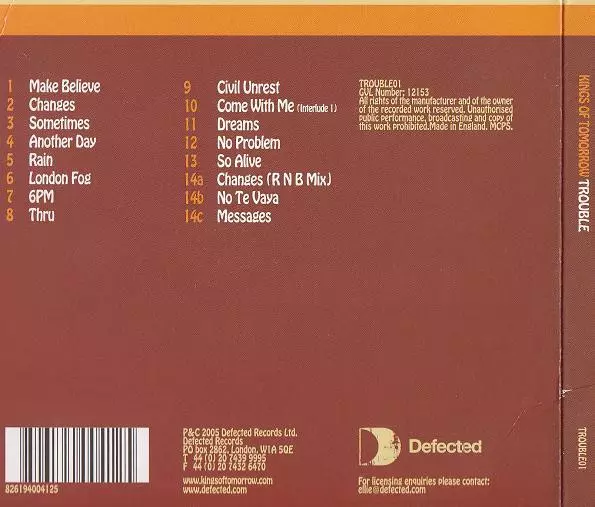 1 Make Believe
2 Changes
3 Sometimes
4 Another Day
5 Rain
6 London Fog
7 6PM
8 Thru
9 Civil Unrest
10 Come With Me (Interlude 1)
11 Dreams
12 No Problem
13 So Alive
14a Changes (R N B Mix)
14b No Te Vaya
14c Messages
TROUBLE01
GVL Number: 12153
All rights of the manufacturer and of the owner
of the recorded work reserved. Unauthorised
public performance, broadcasting and copy of
this work prohibited.Made in England. MCPS.
KINGS OF TOMORROW TROUBLE
TROUBLE01
826194004125
P&C 2005 Defected Records Ltd.
Defected Records
PO box 2862, London, W1A 5QE
T 44 (0) 20 7439 9995
F 44 (0) 20 7432 6470
www.kingsoftomorrow.com
www.defected.com
Defected
For licensing enquiries please contact:
ellie@defected.com